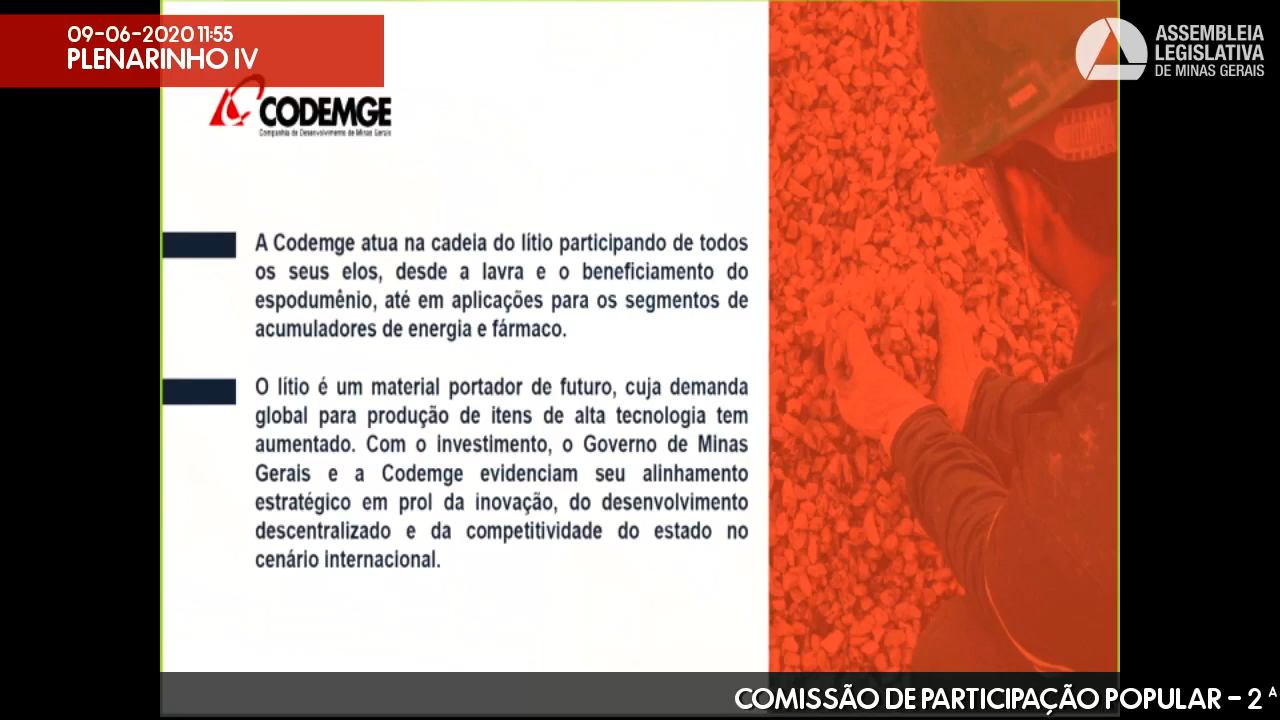 09-06-2020 11:55
PLENARINHO IV
ASSEMBLEIA
LEGISLATIVA
DE MINAS GERAIS
CODEMGE
Companhia de Desenvolvimento de Minas Gerais
A Codemge atua na cadeia do lítio participando de todos
os seus elos, desde a lavra e o beneficiamento do
espodumênio, até em aplicações para os segmentos de
acumuladores de energia e fármaco.
O lítio é um material portador de futuro, cuja demanda
global para produção de itens de alta tecnologia tem
aumentado. Com o investimento, o Governo de Minas
Gerais e a Codemge evidenciam seu alinhamento
estratégico em prol da inovação, do desenvolvimento
descentralizado e da competitividade do estado no
cenário internacional.
COMISSÃO DE PARTICIPAÇÃO POPULAR - 2ª